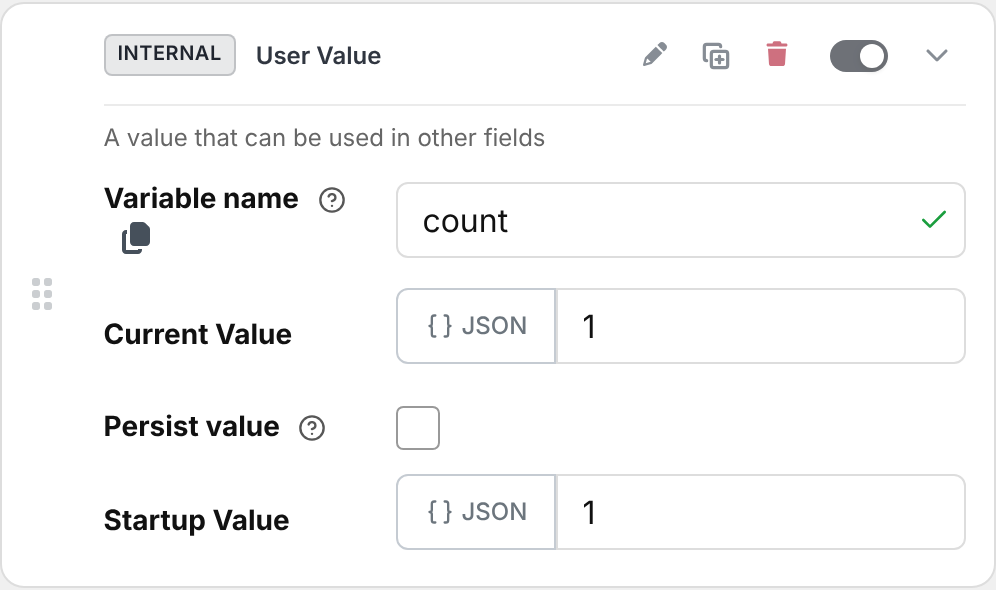 INTERNAL User Value
A value that can be used in other fields
Variable name ?
count
Current Value
{} JSON 1
Persist value ?
Startup Value
{} JSON 1